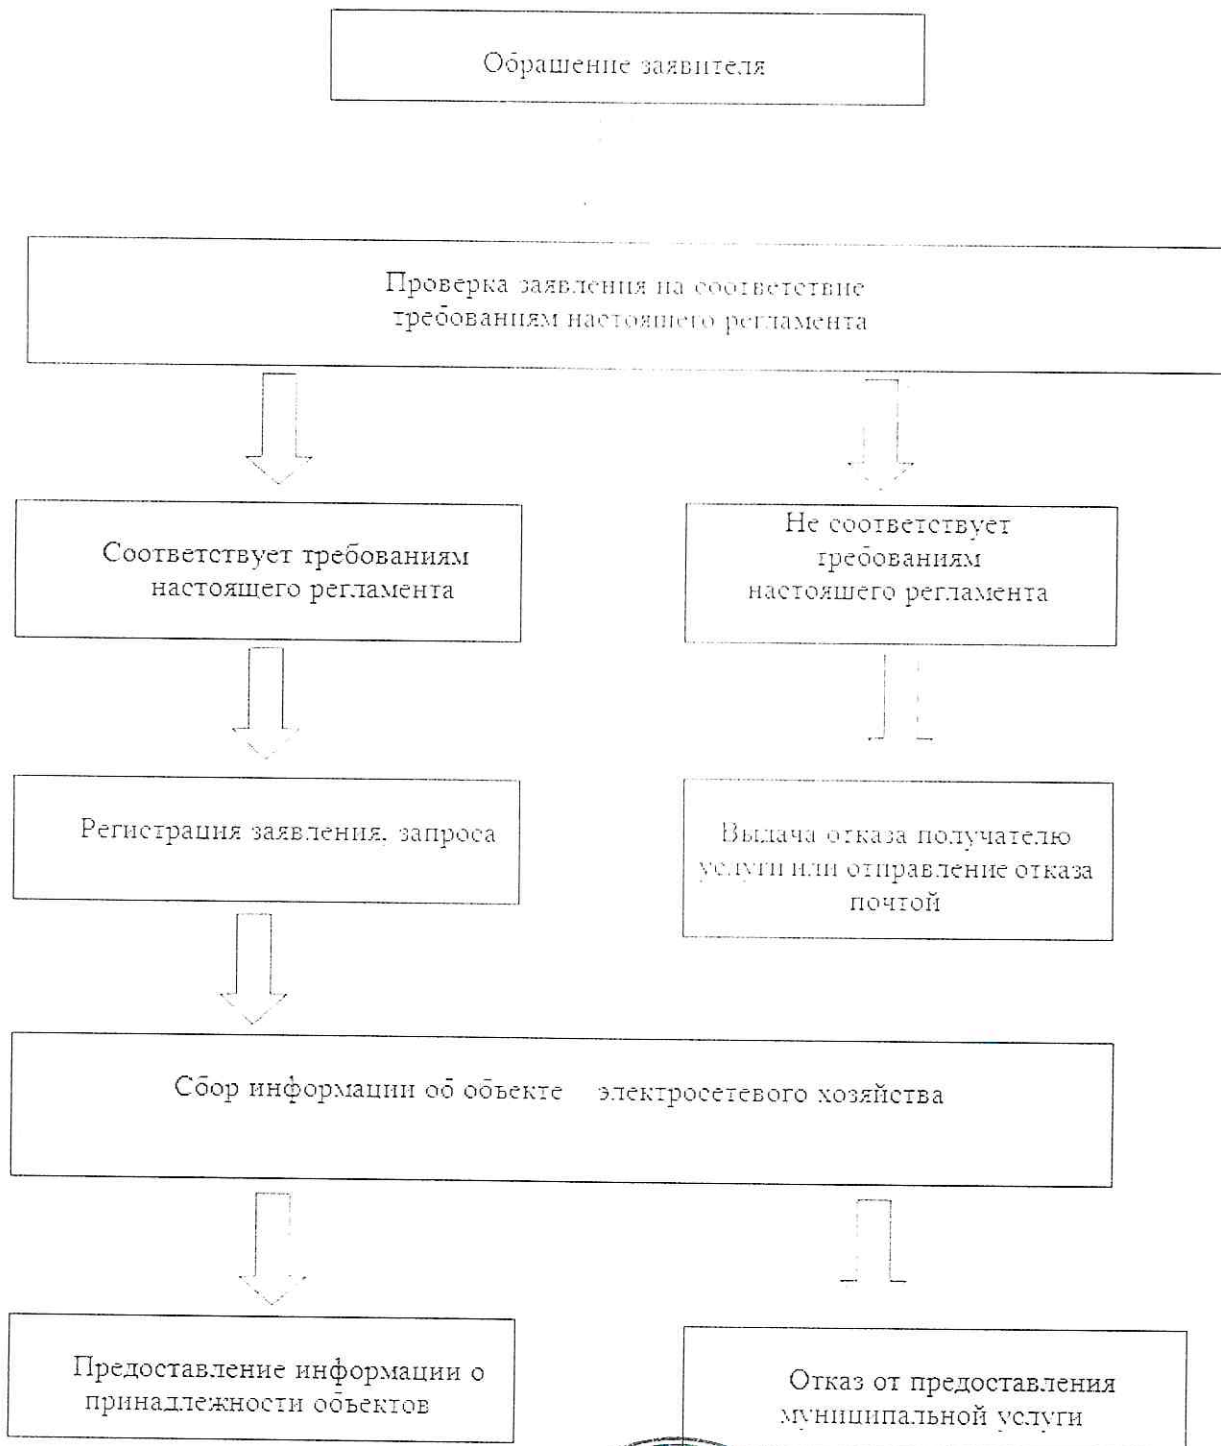 Обращение заявителя
Проверка заявления на соответствие
требованиям настоящего регламента
Соответствует требованиям
настоящего регламента
Не соответствует
требованиям
настоящего регламента
Регистрация заявления, запроса
Выдача отказа получателю
услуги или отправление отказа
почтой
Сбор информации об объекте электросетевого хозяйства
Предоставление информации о
принадлежности объектов
Отказ от предоставления
муниципальной услуги